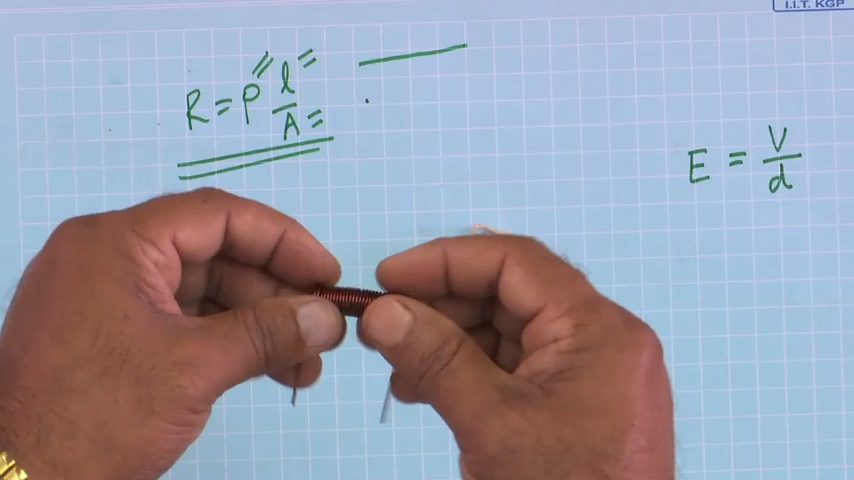 I.I.T. KGP
R = ρ l/A
E = V/d